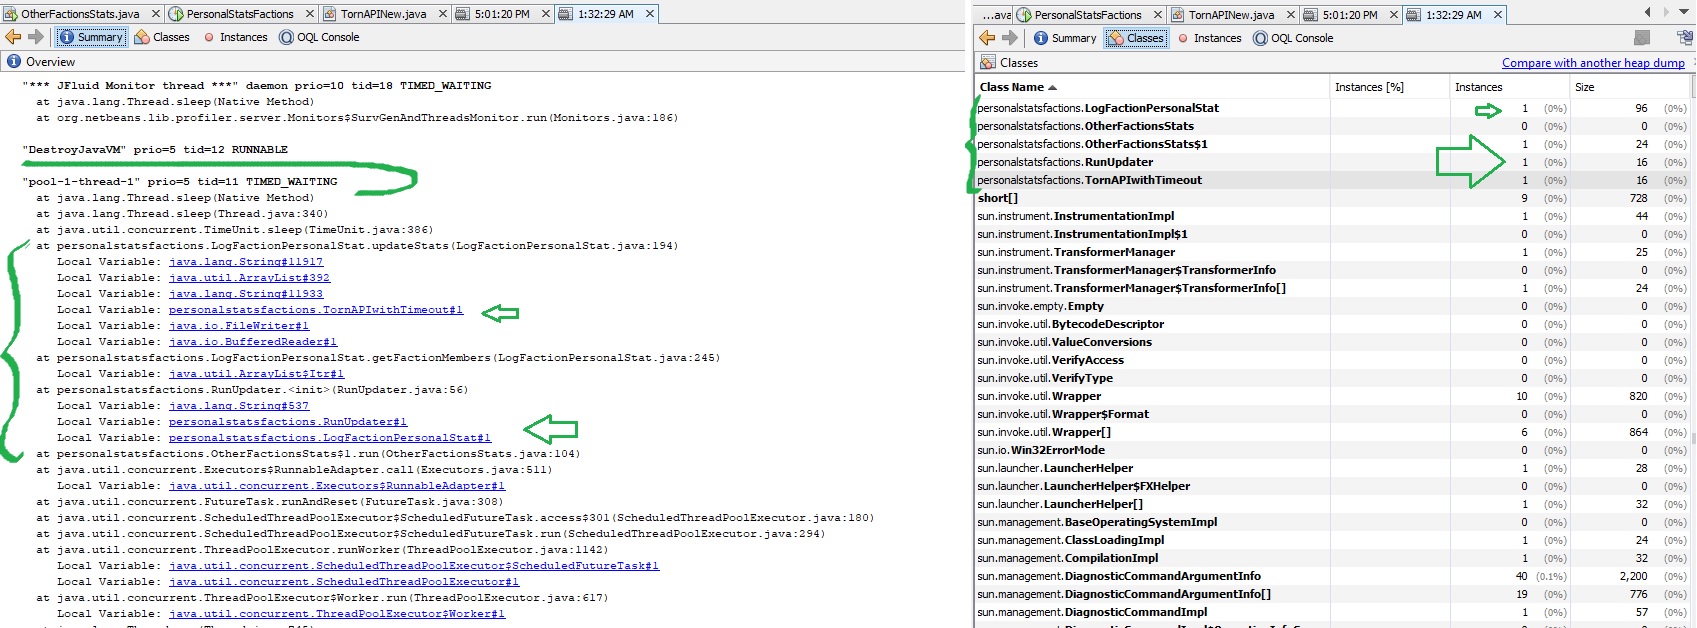 OtherFactionsStats.java PersonalStatsFactions TornAPINew.java 5:01:20 PM 1:32:29 AM
Summary Classes Instances OQL Console
Overview
"*** JFluid Monitor thread ***" daemon prio=10 tid=18 TIMED_WAITING
at java.lang.Thread.sleep(Native Method)
at org.netbeans.lib.profiler.server.Monitors$SurvGenAndThreadsMonitor.run(Monitors.java:186)
"DestroyJavaVM" prio=5 tid=12 RUNNABLE
"pool-1-thread-1" prio=5 tid=11 TIMED_WAITING
at java.lang.Thread.sleep(Native Method)
at java.lang.Thread.sleep(Thread.java:340)
at java.util.concurrent.TimeUnit.sleep(TimeUnit.java:386)
at personalstatsfactions.LogFactionPersonalStat.updateStats(LogFactionPersonalStat.java:194)
Local Variable: java.lang.String#11917
Local Variable: java.util.ArrayList#392
Local Variable: java.lang.String#11933
Local Variable: personalstatsfactions.TornAPIwithTimeout#1
Local Variable: java.io.FileWriter#1
Local Variable: java.io.BufferedReader#1
at personalstatsfactions.LogFactionPersonalStat.getFactionMembers(LogFactionPersonalStat.java:245)
Local Variable: java.util.ArrayList$Itr#1
at personalstatsfactions.RunUpdater.<init>(RunUpdater.java:56)
Local Variable: java.lang.String#537
Local Variable: personalstatsfactions.RunUpdater#1
Local Variable: personalstatsfactions.LogFactionPersonalStat#1
at personalstatsfactions.OtherFactionsStats$1.run(OtherFactionsStats.java:104)
at java.util.concurrent.Executors$RunnableAdapter.call(Executors.java:511)
Local Variable: java.util.concurrent.Executors$RunnableAdapter#1
at java.util.concurrent.FutureTask.runAndReset(FutureTask.java:308)
at java.util.concurrent.ScheduledThreadPoolExecutor$ScheduledFutureTask.access$301(ScheduledThreadPoolExecutor.java:180)
at java.util.concurrent.ScheduledThreadPoolExecutor$ScheduledFutureTask.run(ScheduledThreadPoolExecutor.java:294)
at java.util.concurrent.ThreadPoolExecutor.runWorker(ThreadPoolExecutor.java:1142)
Local Variable: java.util.concurrent.ScheduledThreadPoolExecutor$ScheduledFutureTask#1
Local Variable: java.util.concurrent.ScheduledThreadPoolExecutor#1
at java.util.concurrent.ThreadPoolExecutor$Worker.run(ThreadPoolExecutor.java:617)
Local Variable: java.util.concurrent.ThreadPoolExecutor$Worker#1
...ava PersonalStatsFactions TornAPINew.java 5:01:20 PM 1:32:29 AM
Summary Classes Instances OQL Console
Classes Compare with another heap dump
Class Name Instances [%] Instances Size
personalstatsfactions.LogFactionPersonalStat 1 (0%) 96 (0%)
personalstatsfactions.OtherFactionsStats 0 (0%) 0 (0%)
personalstatsfactions.OtherFactionsStats$1 1 (0%) 24 (0%)
personalstatsfactions.RunUpdater 1 (0%) 16 (0%)
personalstatsfactions.TornAPIwithTimeout 1 (0%) 16 (0%)
short[] 9 (0%) 728 (0%)
sun.instrument.InstrumentationImpl 1 (0%) 44 (0%)
sun.instrument.InstrumentationImpl$1 0 (0%) 0 (0%)
sun.instrument.TransformerManager 1 (0%) 25 (0%)
sun.instrument.TransformerManager$TransformerInfo 0 (0%) 0 (0%)
sun.instrument.TransformerManager$TransformerInfo[] 1 (0%) 24 (0%)
sun.invoke.empty.Empty 0 (0%) 0 (0%)
sun.invoke.util.BytecodeDescriptor 0 (0%) 0 (0%)
sun.invoke.util.ValueConversions 0 (0%) 0 (0%)
sun.invoke.util.VerifyAccess 0 (0%) 0 (0%)
sun.invoke.util.VerifyType 0 (0%) 0 (0%)
sun.invoke.util.Wrapper 10 (0%) 820 (0%)
sun.invoke.util.Wrapper$Format 0 (0%) 0 (0%)
sun.invoke.util.Wrapper[] 6 (0%) 864 (0%)
sun.io.Win32ErrorMode 0 (0%) 0 (0%)
sun.launcher.LauncherHelper 1 (0%) 28 (0%)
sun.launcher.LauncherHelper$FXHelper 0 (0%) 0 (0%)
sun.launcher.LauncherHelper[] 1 (0%) 32 (0%)
sun.management.BaseOperatingSystemImpl 0 (0%) 0 (0%)
sun.management.ClassLoadingImpl 1 (0%) 24 (0%)
sun.management.CompilationImpl 1 (0%) 32 (0%)
sun.management.DiagnosticCommandArgumentInfo 40 (0.1%) 2,200 (0%)
sun.management.DiagnosticCommandArgumentInfo[] 19 (0%) 776 (0%)
sun.management.DiagnosticCommandImpl 1 (0%) 57 (0%)